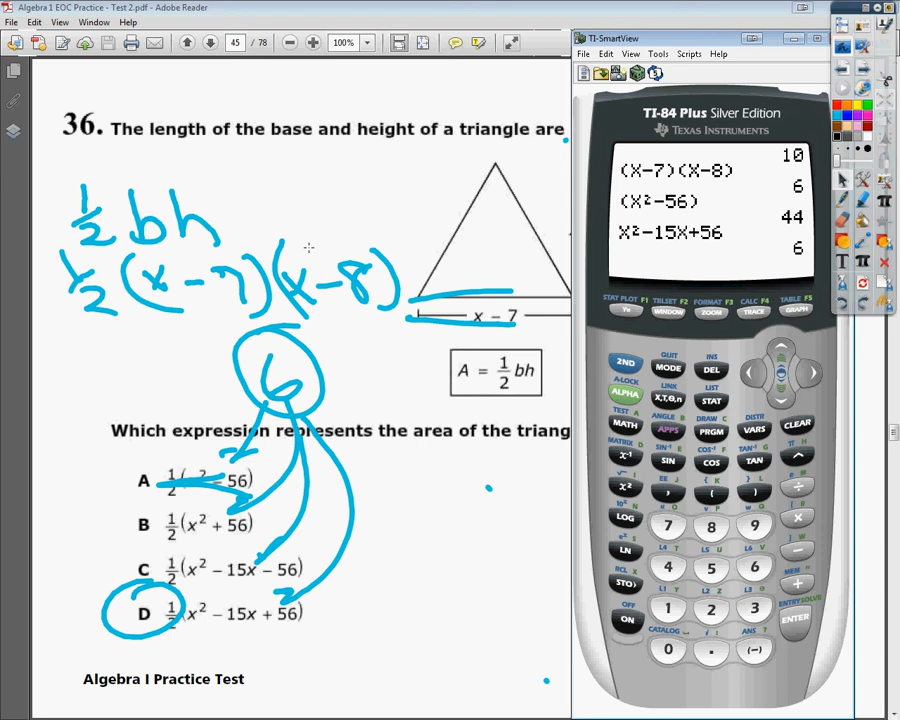 Algebra 1 EOC Practice - Test 2.pdf - Adobe Reader
File Edit View Window Help
45 / 78 100%
36. The length of the base and height of a triangle are
1/2 bh
1/2 (x - 7)(x - 8)
x − 7
A = 1/2 bh
6
Which expression represents the area of the triang
A 1/2(x² − 56)
B 1/2(x² + 56)
C 1/2(x² − 15x − 56)
D 1/2(x² − 15x + 56)
Algebra I Practice Test
TI-SmartView
File Edit View Tools Scripts Help
TI-84 Plus Silver Edition
TEXAS INSTRUMENTS
10
(X-7)(X-8)
6
(X²-56)
44
X²-15X+56
6
STAT PLOT F1 TBLSET F2 FORMAT F3 CALC F4 TABLE F5
Y= WINDOW ZOOM TRACE GRAPH
QUIT INS
2ND MODE DEL
A-LOCK LINK LIST
ALPHA X,T,Θ,n STAT
TEST A ANGLE B DRAW C DISTR
MATH APPS PRGM VARS CLEAR
MATRIX D SIN⁻¹ E COS⁻¹ F TAN⁻¹ G π H
x⁻¹ SIN COS TAN ^
√ I EE J { K } L e M
x² , ( ) ÷
10ˣ N u O v P w Q [ R
LOG 7 8 9 ×
eˣ S L4 T L5 U L6 V ] W
LN 4 5 6 −
RCL X L1 Y L2 Z L3 θ MEM "
STO▸ 1 2 3 +
OFF CATALOG i : ANS ? ENTRY SOLVE
ON 0 . (−) ENTER